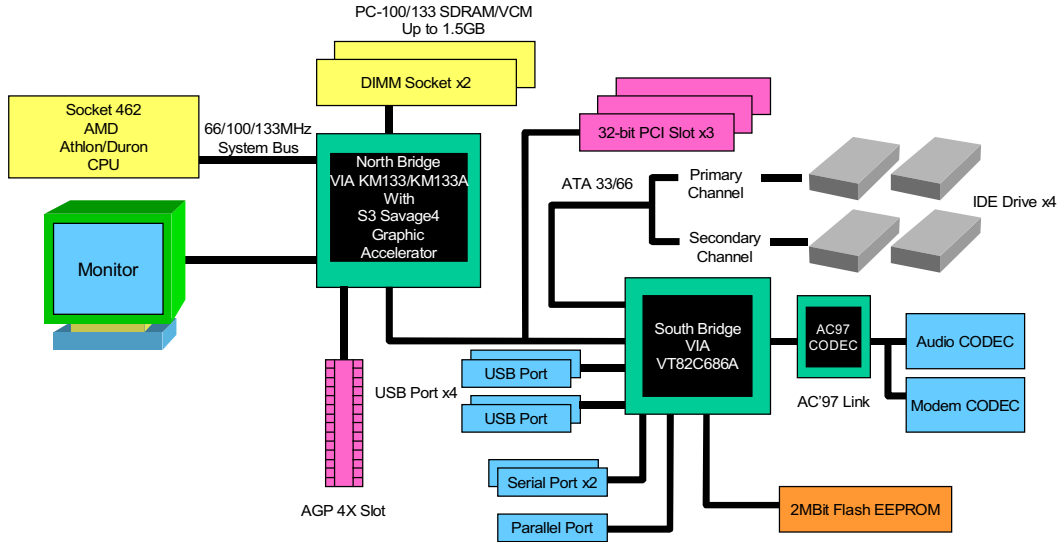 PC-100/133 SDRAM/VCM
Up to 1.5GB
DIMM Socket x2
Socket 462
AMD
Athlon/Duron
CPU
66/100/133MHz
System Bus
32-bit PCI Slot x3
North Bridge
VIA KM133/KM133A
With
S3 Savage4
Graphic
Accelerator
ATA 33/66
Primary
Channel
IDE Drive x4
Secondary
Channel
Monitor
South Bridge
VIA
VT82C686A
AC97
CODEC
Audio CODEC
USB Port
USB Port x4
AC'97 Link
Modem CODEC
USB Port
Serial Port x2
AGP 4X Slot
2MBit Flash EEPROM
Parallel Port